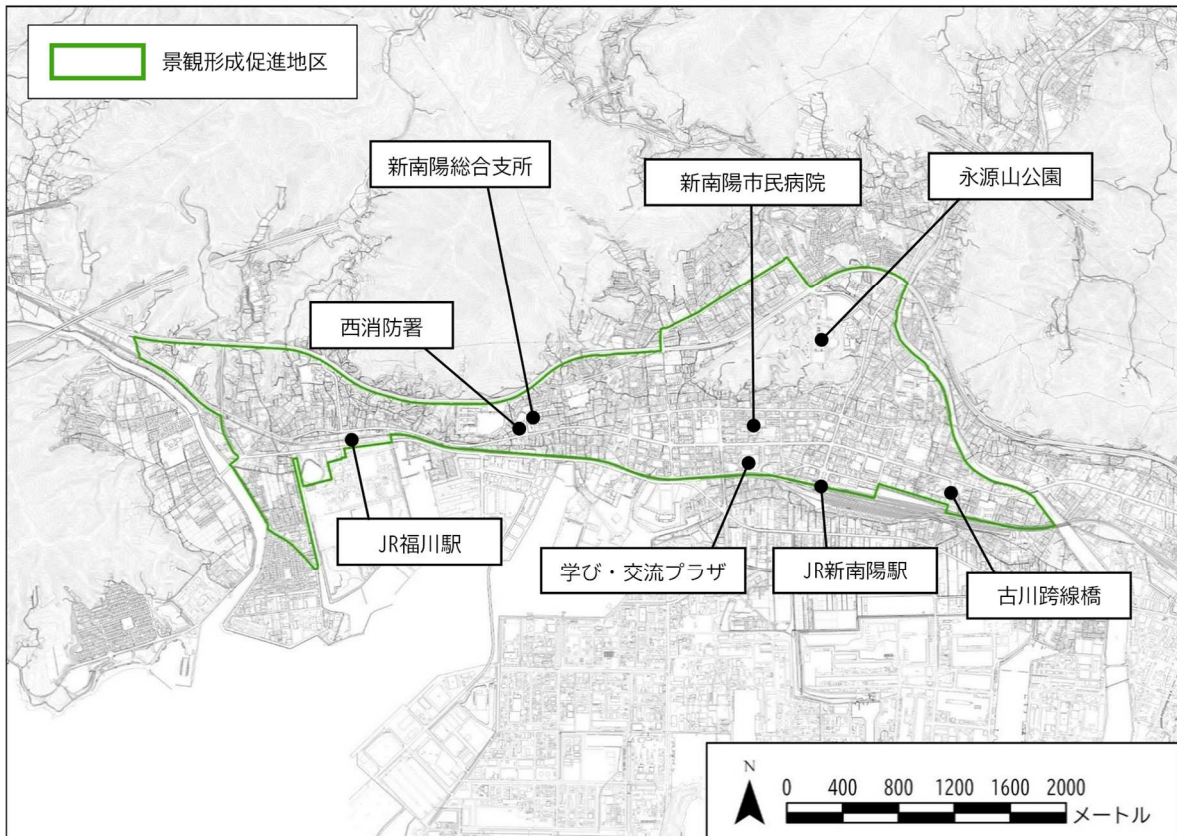 景観形成促進地区
新南陽総合支所
新南陽市民病院
永源山公園
西消防署
JR福川駅
学び・交流プラザ
JR新南陽駅
古川跨線橋
N
0 400 800 1200 1600 2000
メートル